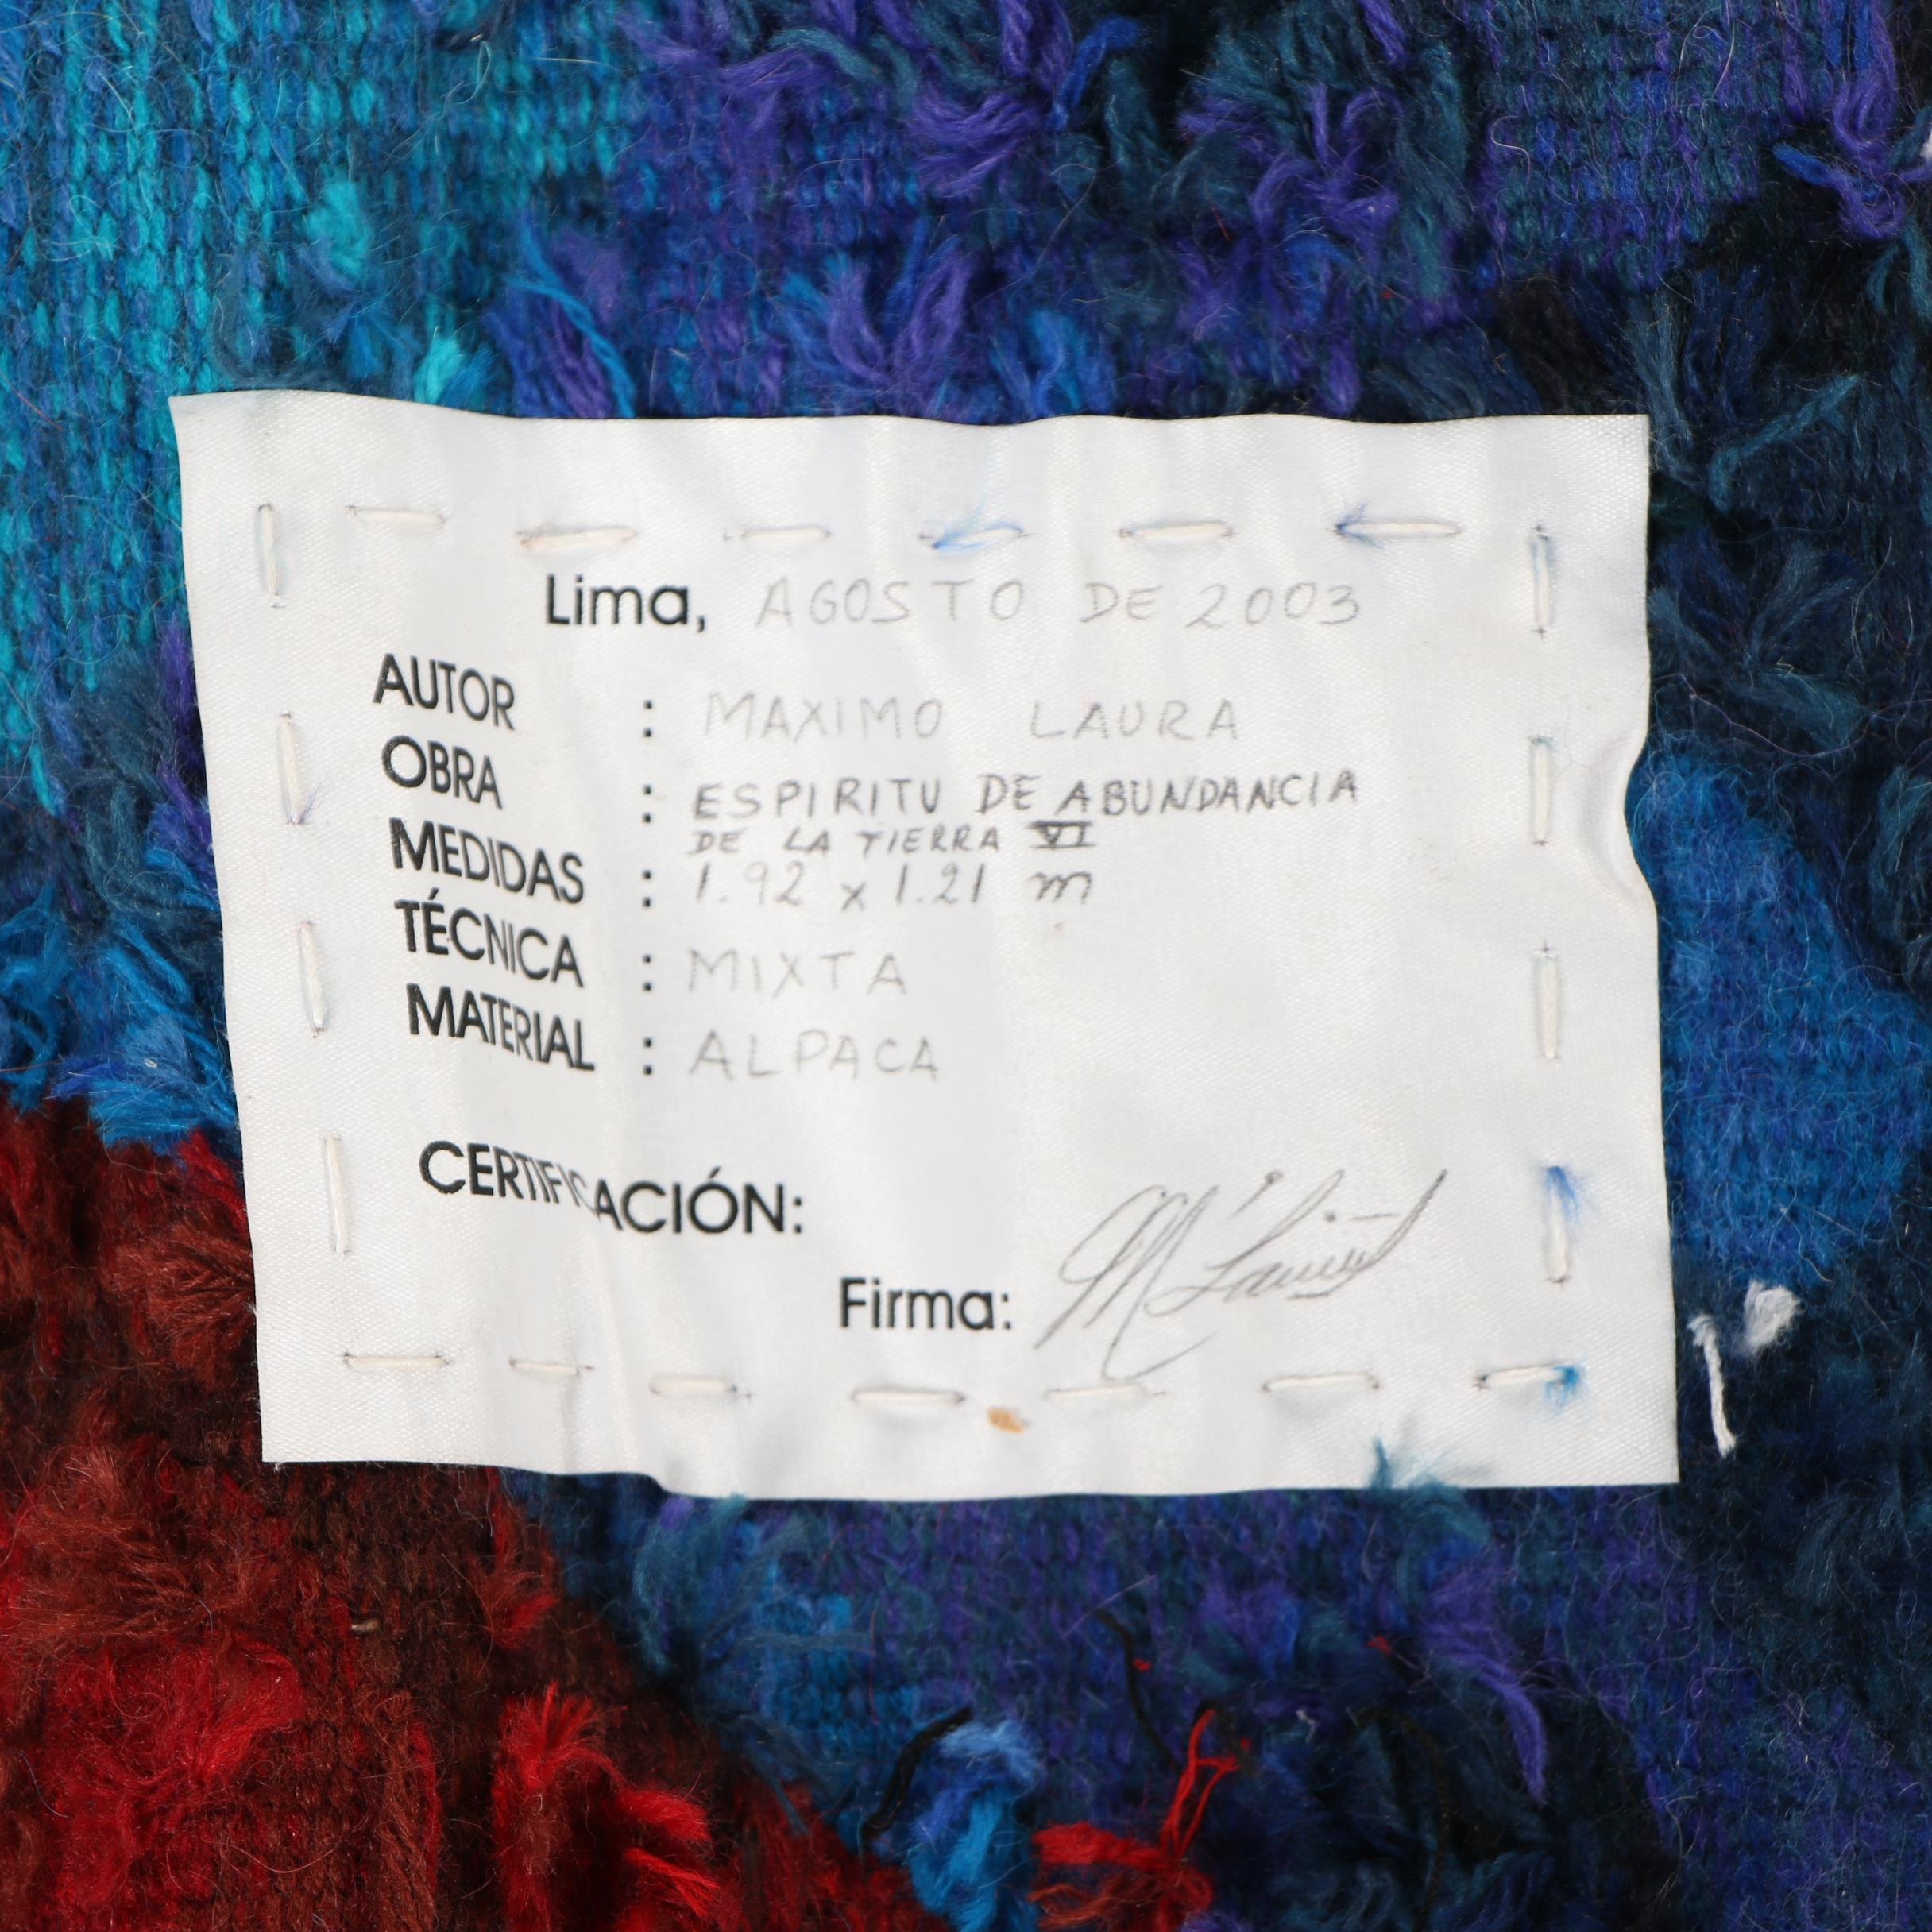 Lima, AGOSTO DE 2003
AUTOR : MAXIMO LAURA
OBRA : ESPIRITU DE ABUNDANCIA
DE LA TIERRA VI
MEDIDAS : 1.92 x 1.21 m
TÉCNICA : MIXTA
MATERIAL : ALPACA
CERTIFICACIÓN:
Firma: M Laura